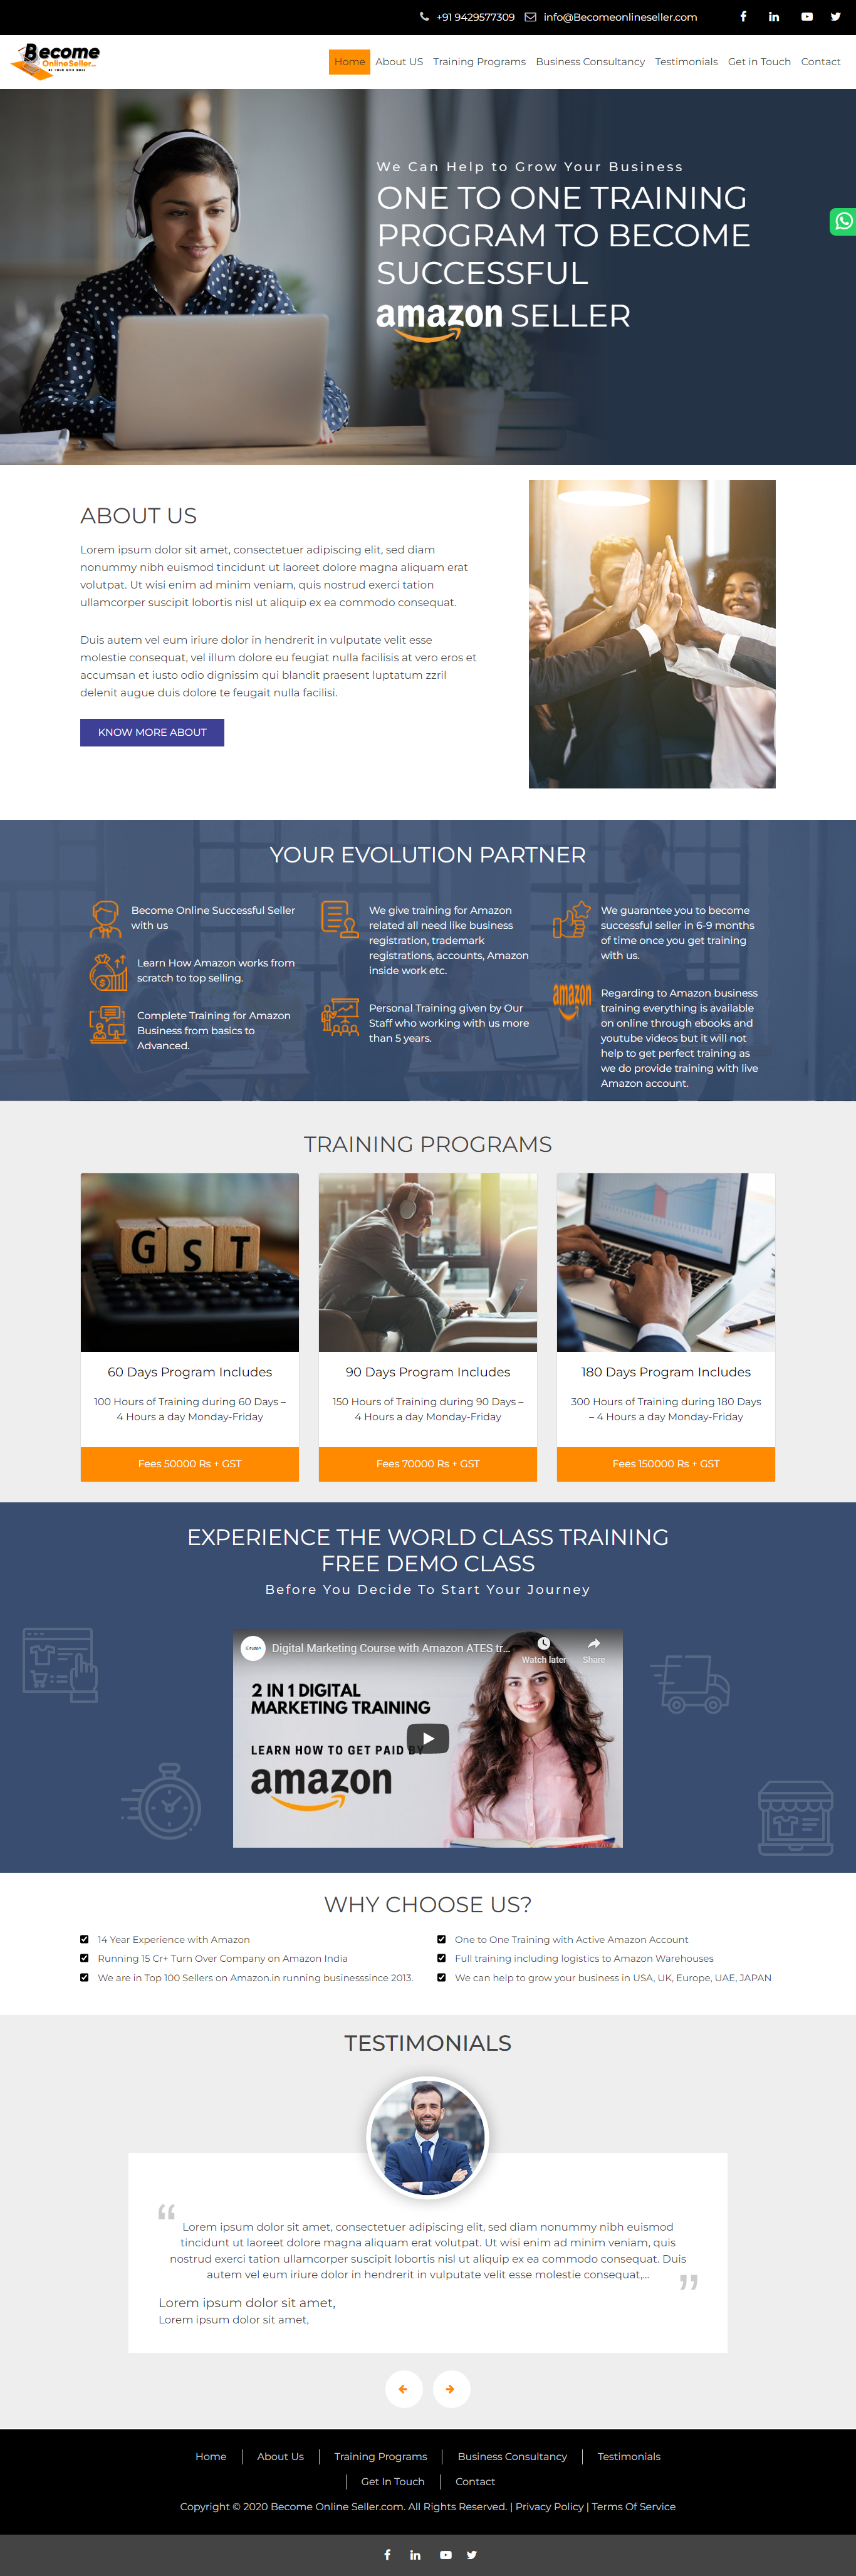 +91 9429577309 info@Becomeonlineseller.com
Become
Online Seller...
BY YOUR OWN WELL
Home About US Training Programs Business Consultancy Testimonials Get in Touch Contact
We Can Help to Grow Your Business
ONE TO ONE TRAINING
PROGRAM TO BECOME
SUCCESSFUL
amazon SELLER
ABOUT US
Lorem ipsum dolor sit amet, consectetuer adipiscing elit, sed diam
nonummy nibh euismod tincidunt ut laoreet dolore magna aliquam erat
volutpat. Ut wisi enim ad minim veniam, quis nostrud exerci tation
ullamcorper suscipit lobortis nisl ut aliquip ex ea commodo consequat.
Duis autem vel eum iriure dolor in hendrerit in vulputate velit esse
molestie consequat, vel illum dolore eu feugiat nulla facilisis at vero eros et
accumsan et iusto odio dignissim qui blandit praesent luptatum zzril
delenit augue duis dolore te feugait nulla facilisi.
KNOW MORE ABOUT
YOUR EVOLUTION PARTNER
Become Online Successful Seller
with us
Learn How Amazon works from
scratch to top selling.
Complete Training for Amazon
Business from basics to
Advanced.
We give training for Amazon
related all need like business
registration, trademark
registrations, accounts, Amazon
inside work etc.
Personal Training given by Our
Staff who working with us more
than 5 years.
We guarantee you to become
successful seller in 6-9 months
of time once you get training
with us.
amazon
Regarding to Amazon business
training everything is available
on online through ebooks and
youtube videos but it will not
help to get perfect training as
we do provide training with live
Amazon account.
TRAINING PROGRAMS
GST
60 Days Program Includes
100 Hours of Training during 60 Days –
4 Hours a day Monday-Friday
Fees 50000 Rs + GST
90 Days Program Includes
150 Hours of Training during 90 Days –
4 Hours a day Monday-Friday
Fees 70000 Rs + GST
180 Days Program Includes
300 Hours of Training during 180 Days
– 4 Hours a day Monday-Friday
Fees 150000 Rs + GST
EXPERIENCE THE WORLD CLASS TRAINING
FREE DEMO CLASS
Before You Decide To Start Your Journey
Digital Marketing Course with Amazon ATES tr...
Watch later Share
2 IN 1 DIGITAL
MARKETING TRAINING
LEARN HOW TO GET PAID BY
amazon
WHY CHOOSE US?
14 Year Experience with Amazon
Running 15 Cr+ Turn Over Company on Amazon India
We are in Top 100 Sellers on Amazon.in running businesssince 2013.
One to One Training with Active Amazon Account
Full training including logistics to Amazon Warehouses
We can help to grow your business in USA, UK, Europe, UAE, JAPAN
TESTIMONIALS
“
Lorem ipsum dolor sit amet, consectetuer adipiscing elit, sed diam nonummy nibh euismod
tincidunt ut laoreet dolore magna aliquam erat volutpat. Ut wisi enim ad minim veniam, quis
nostrud exerci tation ullamcorper suscipit lobortis nisl ut aliquip ex ea commodo consequat. Duis
autem vel eum iriure dolor in hendrerit in vulputate velit esse molestie consequat,...
”
Lorem ipsum dolor sit amet,
Lorem ipsum dolor sit amet,
Home About Us Training Programs Business Consultancy Testimonials
Get In Touch Contact
Copyright © 2020 Become Online Seller.com. All Rights Reserved. | Privacy Policy | Terms Of Service